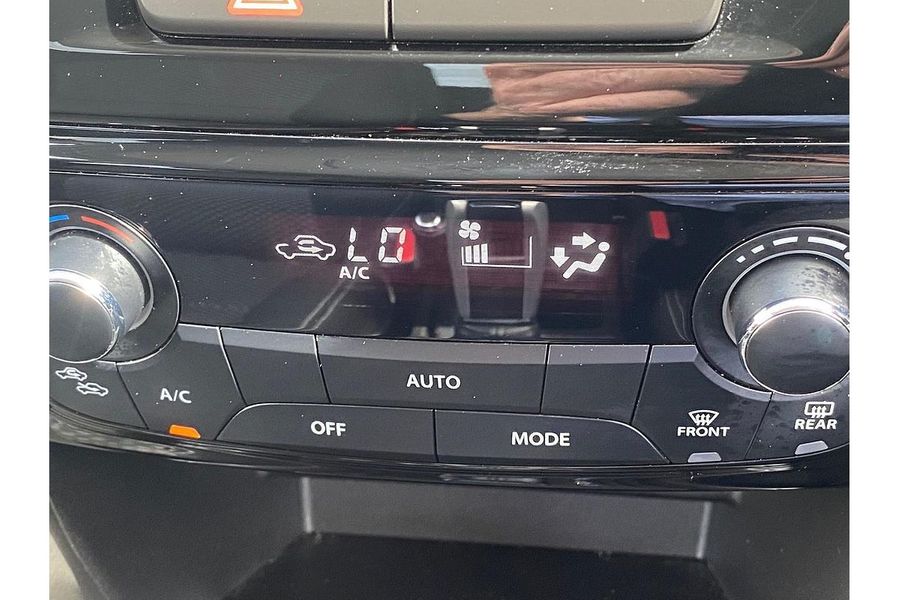 LO
A/C
A/C
AUTO
OFF
MODE
FRONT
REAR